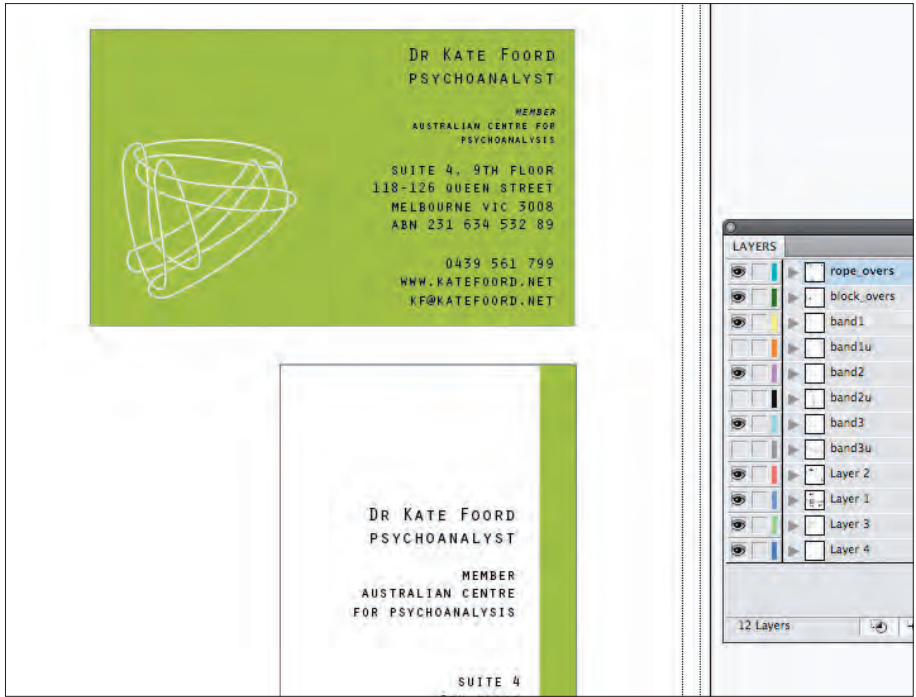 Dr Kate Foord
PSYCHOANALYST
MEMBER
AUSTRALIAN CENTRE FOR
PSYCHOANALYSIS
SUITE 4, 9TH FLOOR
118-126 QUEEN STREET
MELBOURNE VIC 3008
ABN 231 634 532 89
0439 561 799
WWW.KATEFOORD.NET
KF@KATEFOORD.NET
Dr Kate Foord
PSYCHOANALYST
MEMBER
AUSTRALIAN CENTRE
FOR PSYCHOANALYSIS
SUITE 4
LAYERS
rope_overs
block_overs
band1
band1u
band2
band2u
band3
band3u
Layer 2
Layer 1
Layer 3
Layer 4
12 Layers